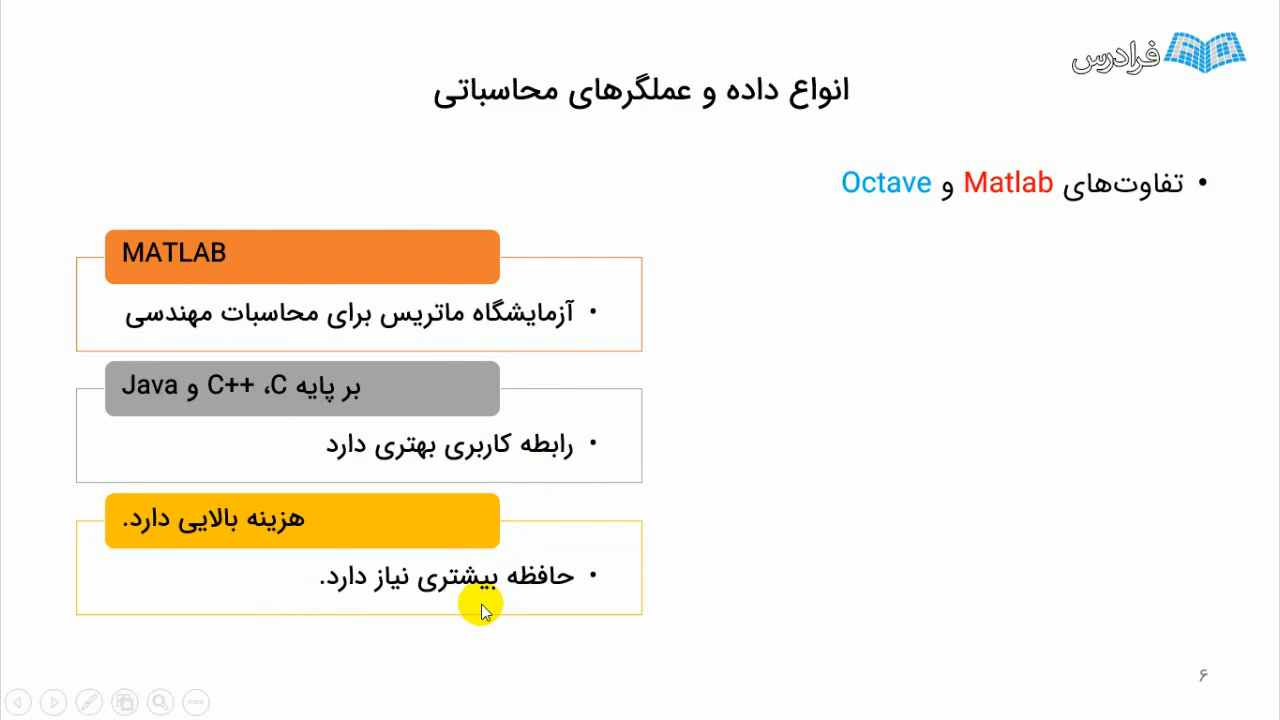 فرادرس
انواع داده و عملگرهای محاسباتی
• تفاوت‌های Matlab و Octave
MATLAB
• آزمایشگاه ماتریس برای محاسبات مهندسی
بر پایه C، C++ و Java
• رابطه کاربری بهتری دارد
هزینه بالایی دارد.
• حافظه بیشتری نیاز دارد.
۶